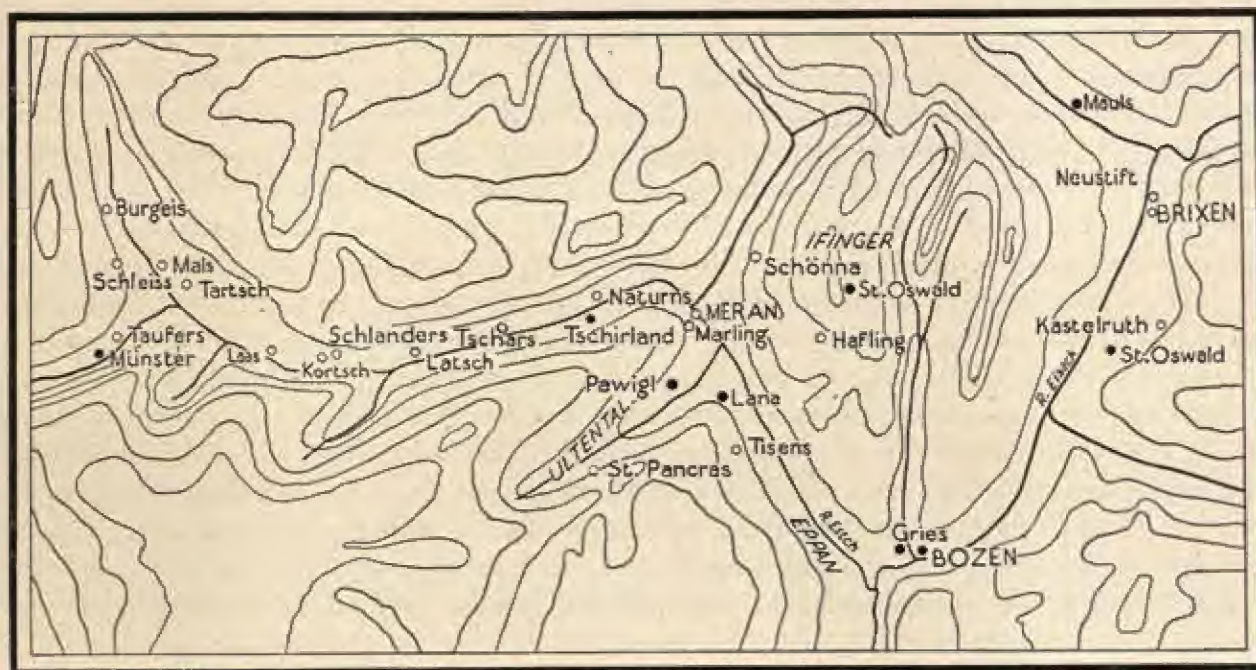 Mauls
Neustift
BRIXEN
Burgeis
IFINGER
Schönna
Schleiss
Mals
Tartsch
St. Oswald
Naturns
MERAN
Marling
Taufers
Münster
Schlanders
Tschars
Tschirland
Hafling
Kastelruth
St. Oswald
Laas
Kortsch
Latsch
R. Eisack
Pawigl
Lana
ULTENTAL
Tisens
St. Pancras
R. Etsch
EPPAN
Gries
BOZEN